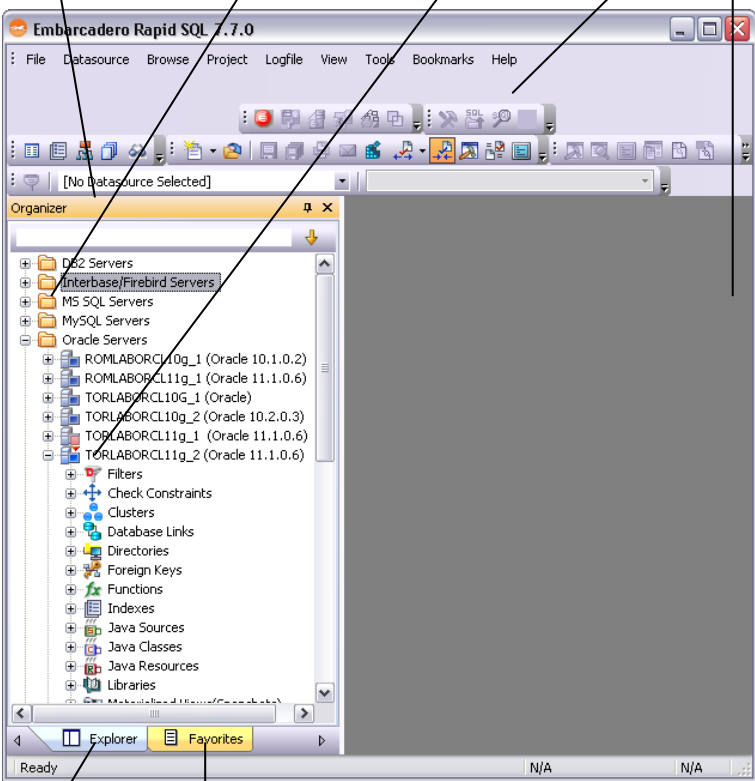 Embarcadero Rapid SQL 7.7.0
File Datasource Browse Project Logfile View Tools Bookmarks Help
SQL
[No Datasource Selected]
Organizer
DB2 Servers
Interbase/Firebird Servers
MS SQL Servers
MySQL Servers
Oracle Servers
ROMLABORCL10g_1 (Oracle 10.1.0.2)
ROMLABORCL11g_1 (Oracle 11.1.0.6)
TORLABORCL10G_1 (Oracle)
TORLABORCL10g_2 (Oracle 10.2.0.3)
TORLABORCL11g_1 (Oracle 11.1.0.6)
TORLABORCL11g_2 (Oracle 11.1.0.6)
Filters
Check Constraints
Clusters
Database Links
Directories
Foreign Keys
Functions
Indexes
Java Sources
Java Classes
Java Resources
Libraries
Materialized Views(Snapshots)
Explorer Favorites
Ready N/A N/A